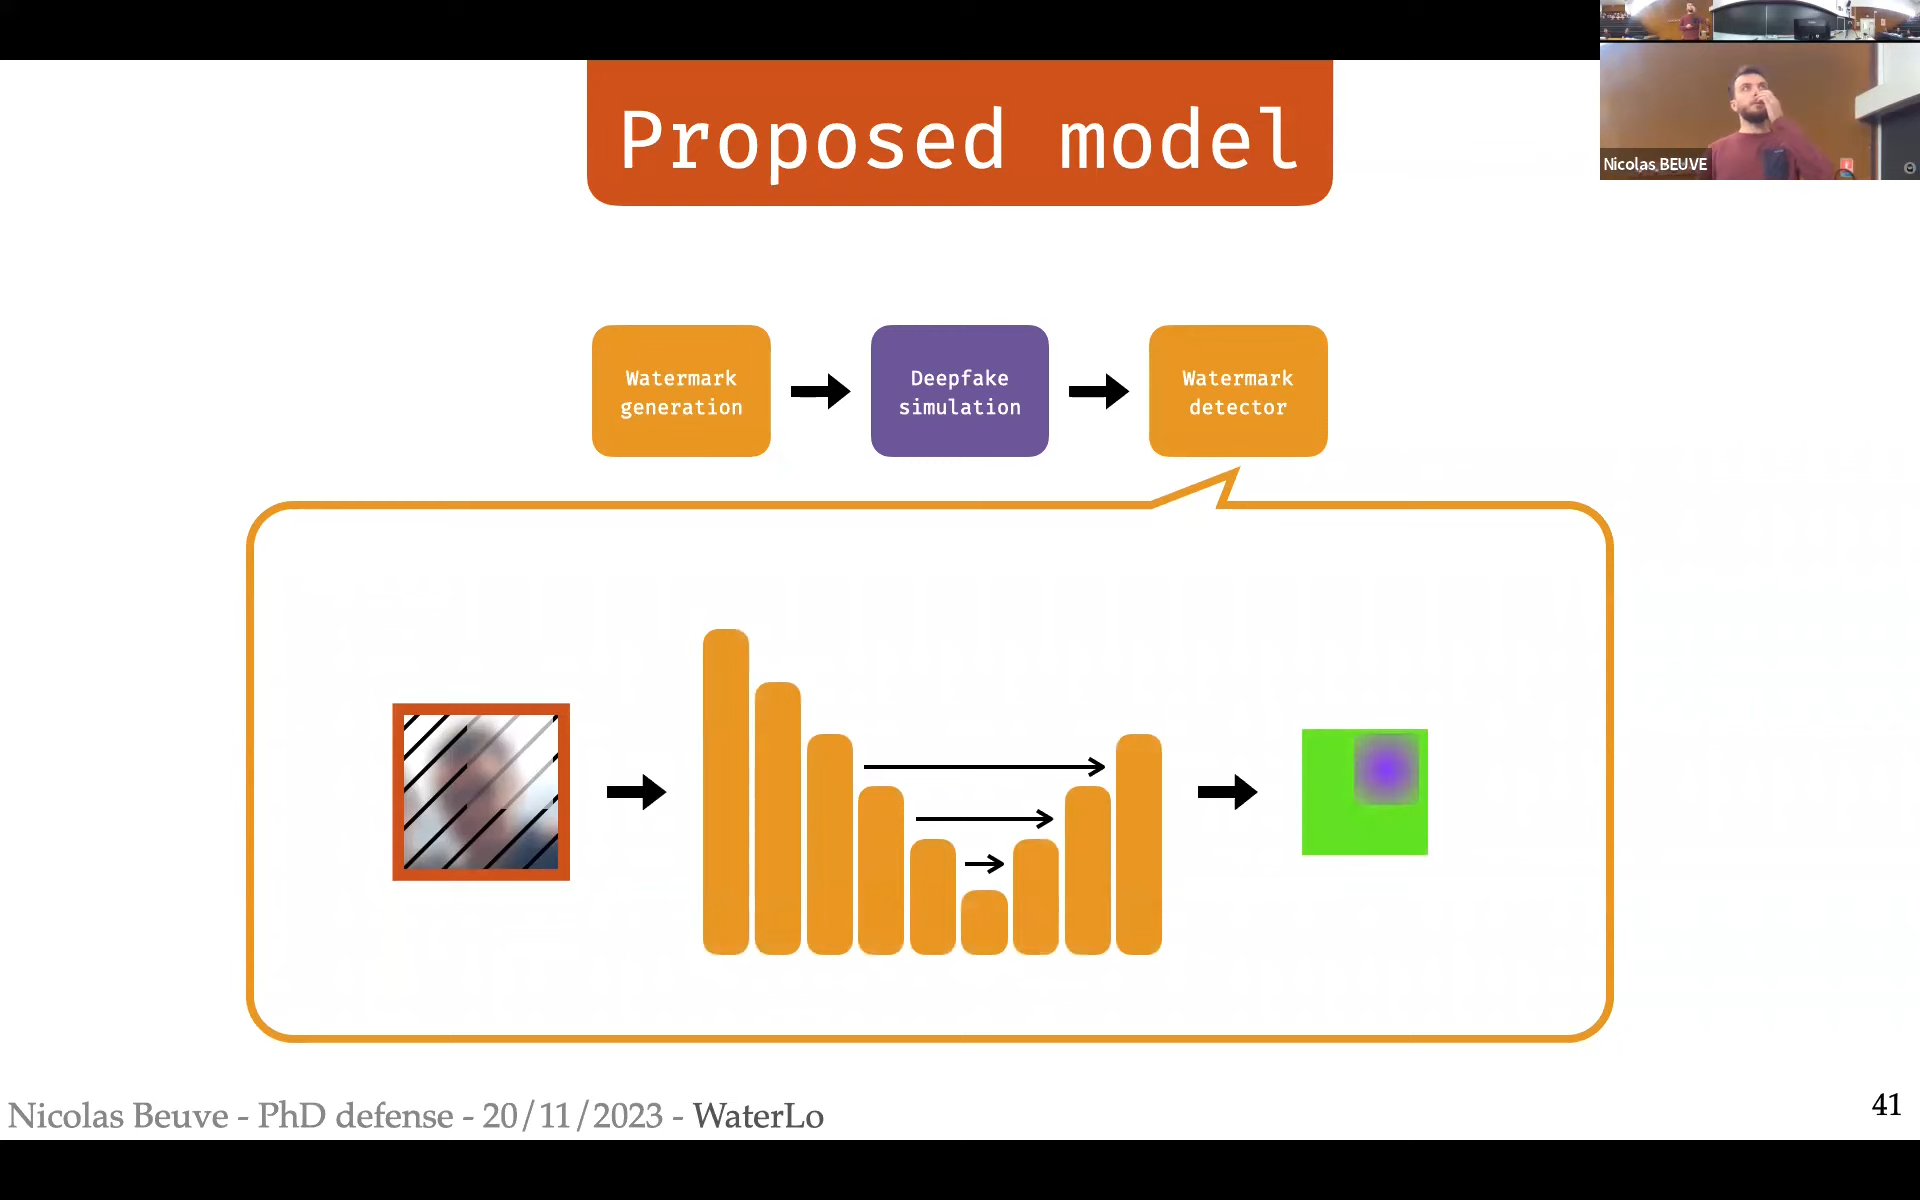 Proposed model
Nicolas BEUVE
Watermark
generation
Deepfake
simulation
Watermark
detector
Nicolas Beuve - PhD defense - 20/11/2023 - WaterLo
41